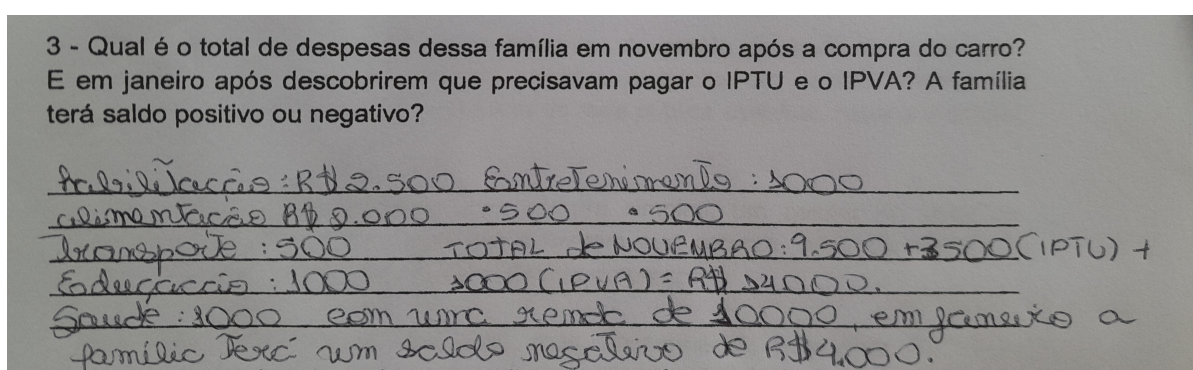 3 - Qual é o total de despesas dessa família em novembro após a compra do carro?
E em janeiro após descobrirem que precisavam pagar o IPTU e o IPVA? A família
terá saldo positivo ou negativo?
habilitacção : R$ 2.500 Entretenimento : 1000
alimentação R$ 2.000 • 500 • 500
Transporte : 500 TOTAL de NOVEMBRO: 9.500 + 3500 (IPTU) +
Educacção : 1000 1000 (IPVA) = R$ 14000.
Saude : 1000 com uma renda de 10000, em janeiro a
família Terá um saldo negativo de R$ 4.000.